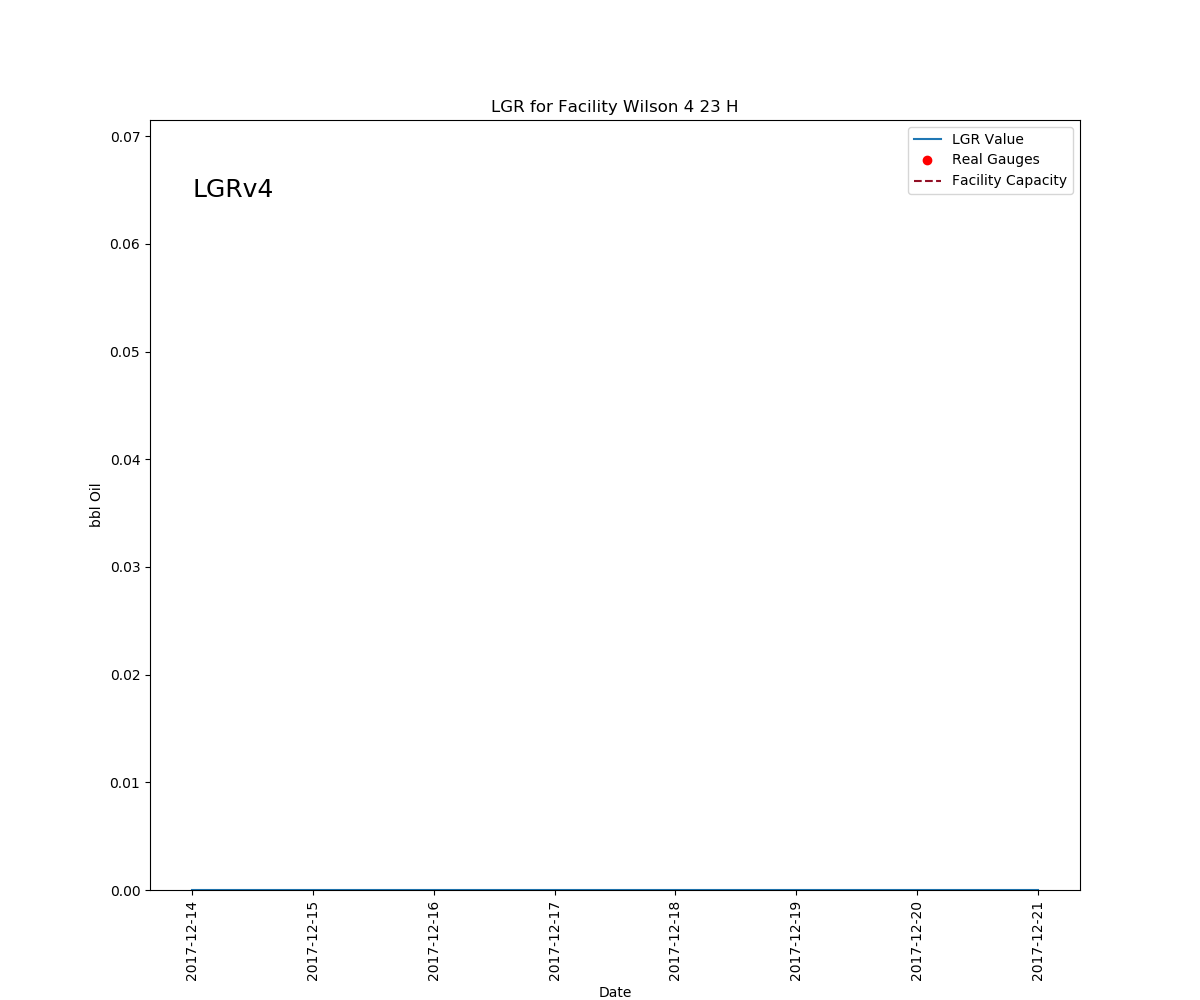 LGR for Facility Wilson 4 23 H
LGRv4
LGR Value
Real Gauges
Facility Capacity
0.07
0.06
0.05
0.04
0.03
0.02
0.01
0.00
bbl Oil
2017-12-14
2017-12-15
2017-12-16
2017-12-17
2017-12-18
2017-12-19
2017-12-20
2017-12-21
Date